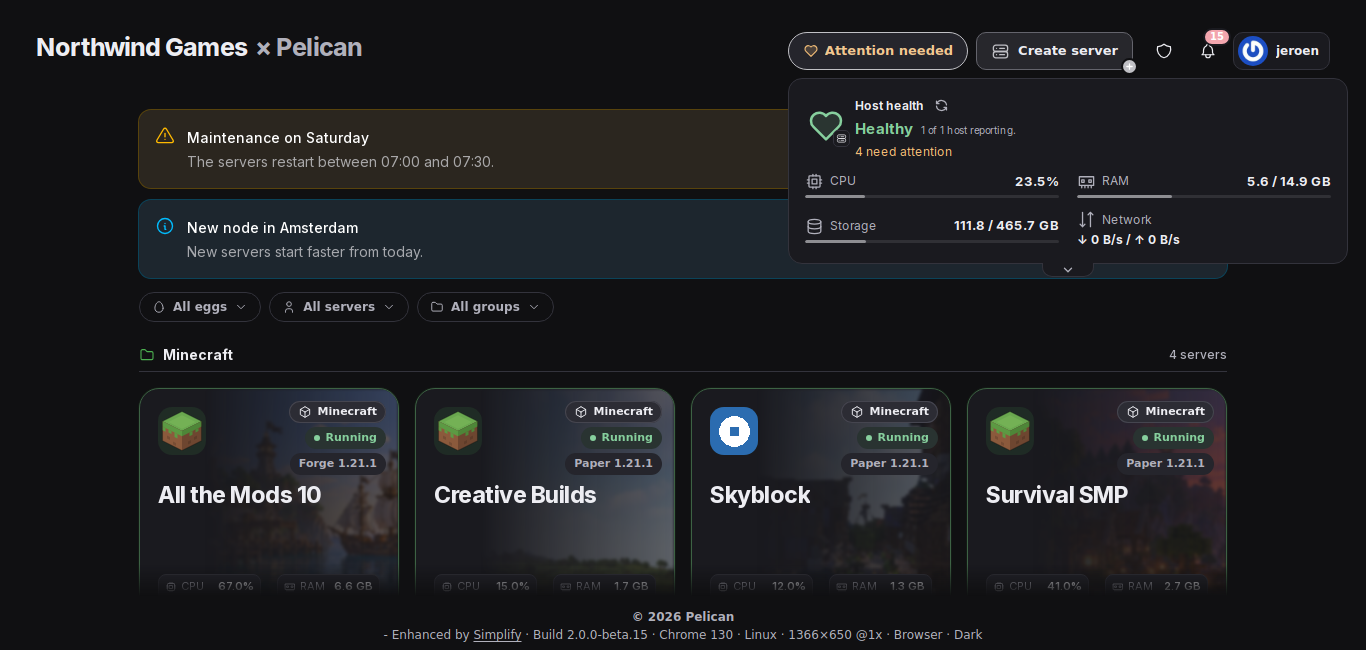 Northwind Games × Pelican
Attention needed
Create server
15
jeroen
Host health
Healthy 1 of 1 host reporting.
4 need attention
CPU 23.5%
RAM 5.6 / 14.9 GB
Storage 111.8 / 465.7 GB
Network
↓ 0 B/s / ↑ 0 B/s
Maintenance on Saturday
The servers restart between 07:00 and 07:30.
New node in Amsterdam
New servers start faster from today.
All eggs
All servers
All groups
Minecraft
4 servers
Minecraft
Running
Forge 1.21.1
All the Mods 10
CPU 67.0% RAM 6.6 GB
Minecraft
Running
Paper 1.21.1
Creative Builds
CPU 15.0% RAM 1.7 GB
Minecraft
Running
Paper 1.21.1
Skyblock
CPU 12.0% RAM 1.3 GB
Minecraft
Running
Paper 1.21.1
Survival SMP
CPU 41.0% RAM 2.7 GB
© 2026 Pelican
- Enhanced by Simplify · Build 2.0.0-beta.15 · Chrome 130 · Linux · 1366×650 @1x · Browser · Dark